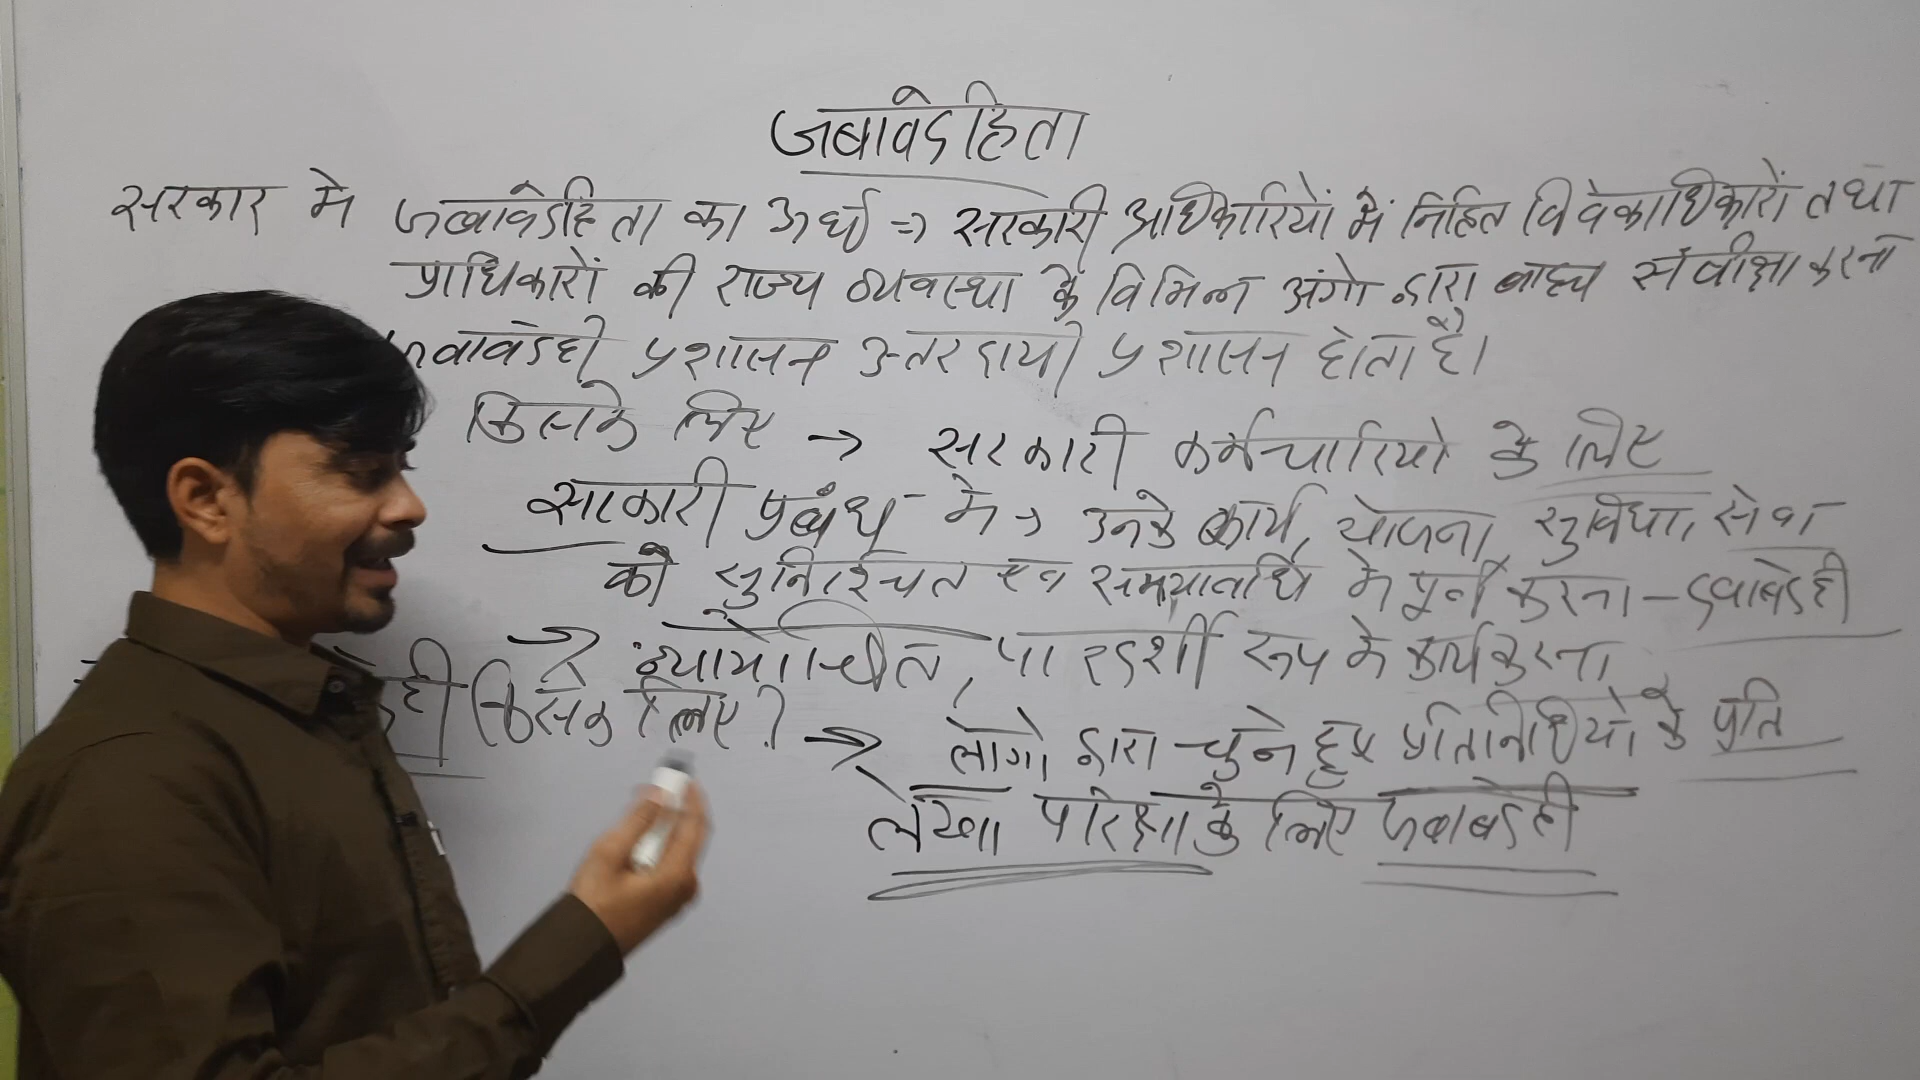 जबावदेहिता
सरकार मे जबावदेहिता का अर्थ => सरकारी अधिकारियों में निहित विवेकाधिकारों तथा
प्राधिकारों की राज्य व्यवस्था के विभिन्न अंगो द्वारा बाह्य संवीक्षा करना
जवावदेही प्रशासन उत्तरदायी प्रशासन होता है।
किसके लिए → सरकारी कर्मचारियो के लिए
सरकारी प्रबंध मे → उनके कार्य, योजना, सुविधा, सेवा
को सुनिश्चित एव समयावधि मे पूर्ण करना - जवाबदेही
→ न्यायोचित, पारदर्शी रूप मे कार्य करना,
ही किसके लिए? → लोगो द्वारा चुने हुए प्रतिनिधियो के प्रति
लेखा परिक्षा के लिए जबाबदेही